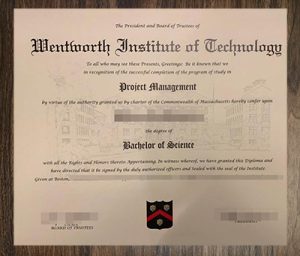 The President and Board of Trustees of
Wentworth Institute of Technology
To all who may see these Presents, Greetings: Be it known that we
in recognition of the successful completion of the program of study in
Project Management
by virtue of the authority granted us by charter of the Commonwealth of Massachusetts hereby confer upon
the degree of
Bachelor of Science
with all the Rights and Honors thereto Appertaining. In witness whereof, we have granted this Diploma and
have directed that it be signed by the duly authorized officers and Sealed with the seal of the Institute
Given at Boston,
BOARD OF TRUSTEES
PRESIDENT